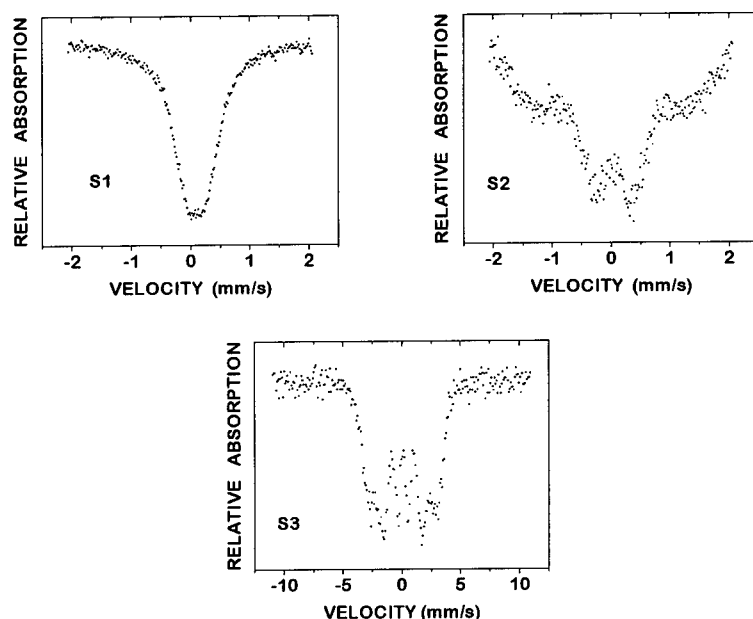 RELATIVE ABSORPTION
S1
-2 -1 0 1 2
VELOCITY (mm/s)
RELATIVE ABSORPTION
S2
-2 -1 0 1 2
VELOCITY (mm/s)
RELATIVE ABSORPTION
S3
-10 -5 0 5 10
VELOCITY (mm/s)